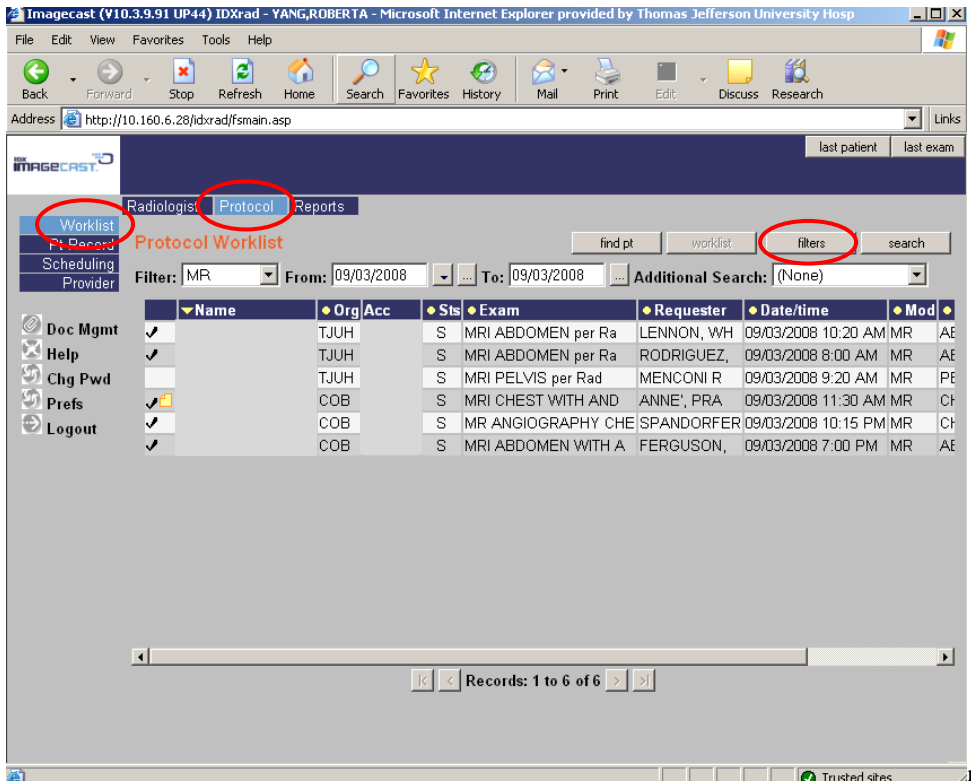 Imagecast (V10.3.9.91 UP44) IDXrad - YANG,ROBERTA - Microsoft Internet Explorer provided by Thomas Jefferson University Hosp
File Edit View Favorites Tools Help
Back Forward Stop Refresh Home Search Favorites History Mail Print Edit Discuss Research
Address http://10.160.6.28/idxrad/fsmain.asp Links
last patient last exam
IDX IMAGECAST
Radiologist Protocol Reports
Worklist
Pt Record
Scheduling
Provider
Protocol Worklist find pt worklist filters search
Filter: MR From: 09/03/2008 ... To: 09/03/2008 ... Additional Search: (None)
Name Org Acc Sts Exam Requester Date/time Mod
TJUH S MRI ABDOMEN per Ra LENNON, WH 09/03/2008 10:20 AM MR
TJUH S MRI ABDOMEN per Ra RODRIGUEZ, 09/03/2008 8:00 AM MR
TJUH S MRI PELVIS per Rad MENCONI R 09/03/2008 9:20 AM MR
COB S MRI CHEST WITH AND ANNE', PRA 09/03/2008 11:30 AM MR
COB S MR ANGIOGRAPHY CHE SPANDORFER 09/03/2008 10:15 PM MR
COB S MRI ABDOMEN WITH A FERGUSON, 09/03/2008 7:00 PM MR
Doc Mgmt
Help
Chg Pwd
Prefs
Logout
Records: 1 to 6 of 6
Trusted sites